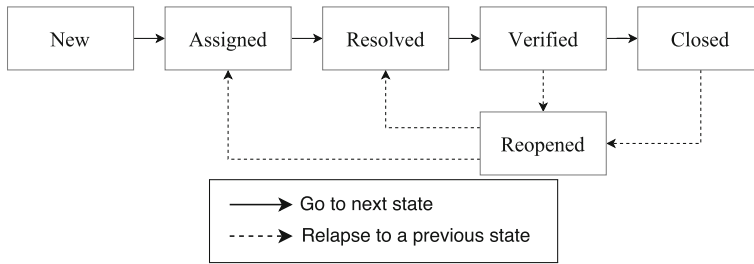 New
Assigned
Resolved
Verified
Closed
Reopened
Go to next state
Relapse to a previous state